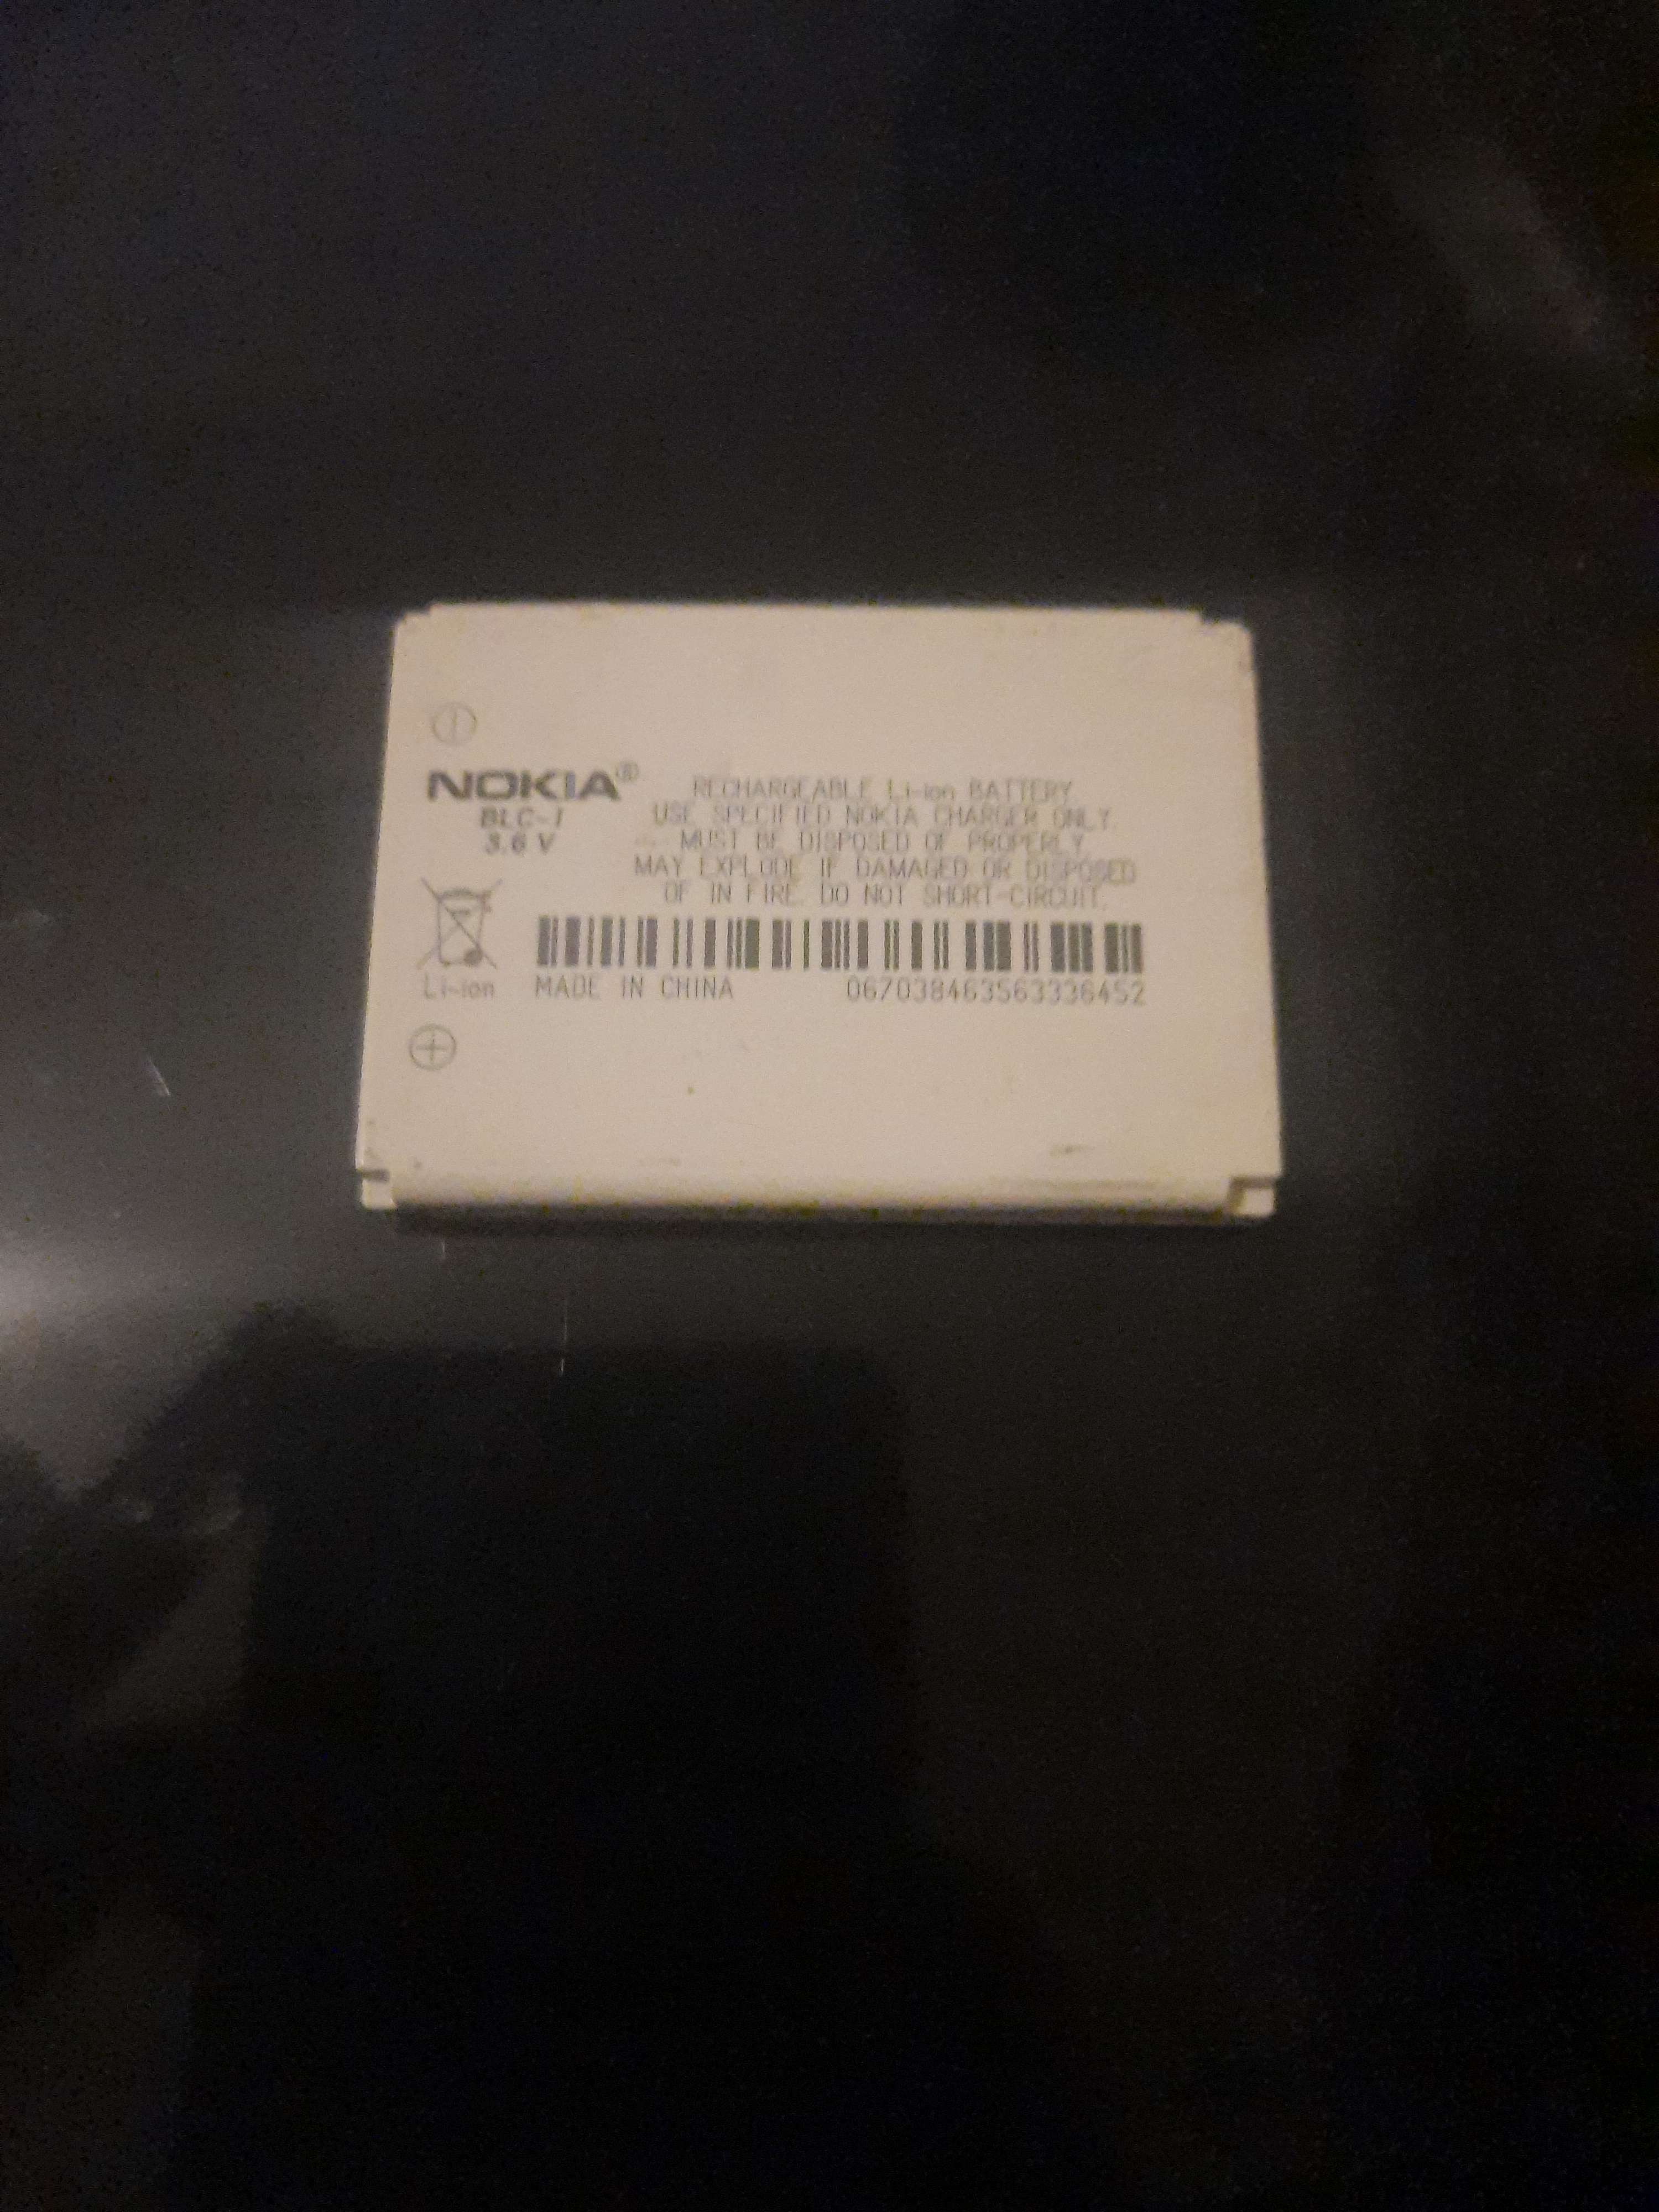 NOKIA®
BLC-1
3.6 V
RECHARGEABLE Li-Ion BATTERY
USE SPECIFIED NOKIA CHARGER ONLY.
MUST BE DISPOSED OF PROPERLY.
MAY EXPLODE IF DAMAGED OR DISPOSED
OF IN FIRE. DO NOT SHORT-CIRCUIT.
Li-Ion
MADE IN CHINA 067038463563336452